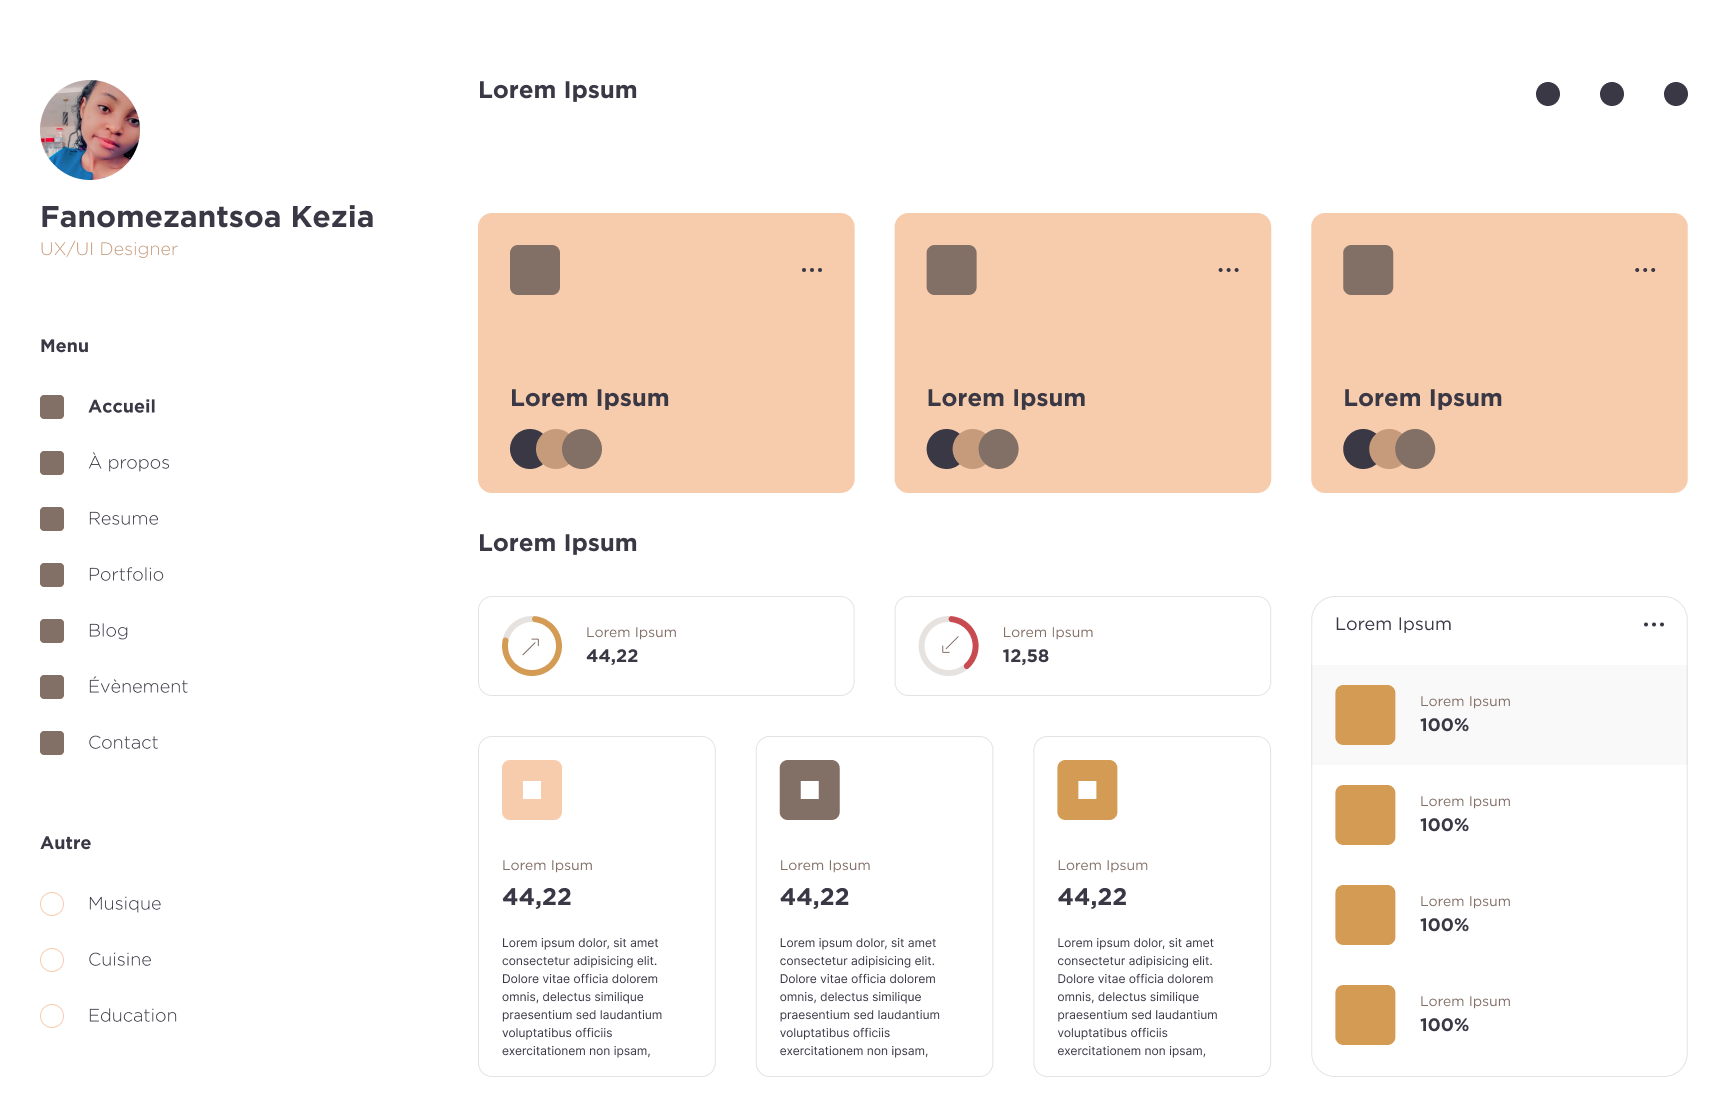 Fanomezantsoa Kezia
UX/UI Designer
Menu
Accueil
À propos
Resume
Portfolio
Blog
Évènement
Contact
Autre
Musique
Cuisine
Education
Lorem Ipsum
Lorem Ipsum
Lorem Ipsum
Lorem Ipsum
Lorem Ipsum
Lorem Ipsum
44,22
Lorem Ipsum
12,58
Lorem Ipsum
44,22
Lorem ipsum dolor, sit amet
consectetur adipisicing elit.
Dolore vitae officia dolorem
omnis, delectus similique
praesentium sed laudantium
voluptatibus officiis
exercitationem non ipsam,
Lorem Ipsum
44,22
Lorem ipsum dolor, sit amet
consectetur adipisicing elit.
Dolore vitae officia dolorem
omnis, delectus similique
praesentium sed laudantium
voluptatibus officiis
exercitationem non ipsam,
Lorem Ipsum
44,22
Lorem ipsum dolor, sit amet
consectetur adipisicing elit.
Dolore vitae officia dolorem
omnis, delectus similique
praesentium sed laudantium
voluptatibus officiis
exercitationem non ipsam,
Lorem Ipsum
Lorem Ipsum
100%
Lorem Ipsum
100%
Lorem Ipsum
100%
Lorem Ipsum
100%